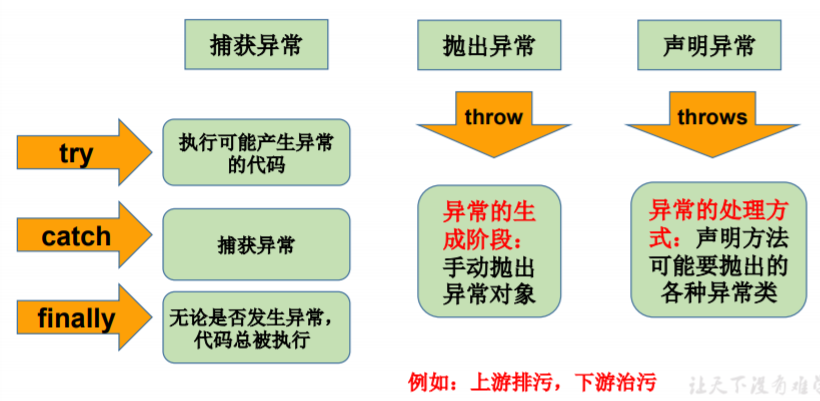 捕获异常
抛出异常
声明异常
try
执行可能产生异常
的代码
catch
捕获异常
finally
无论是否发生异常，
代码总被执行
throw
异常的生
成阶段：
手动抛出
异常对象
throws
异常的处理方
式：声明方法
可能要抛出的
各种异常类
例如：上游排污，下游治污
让天下没有难